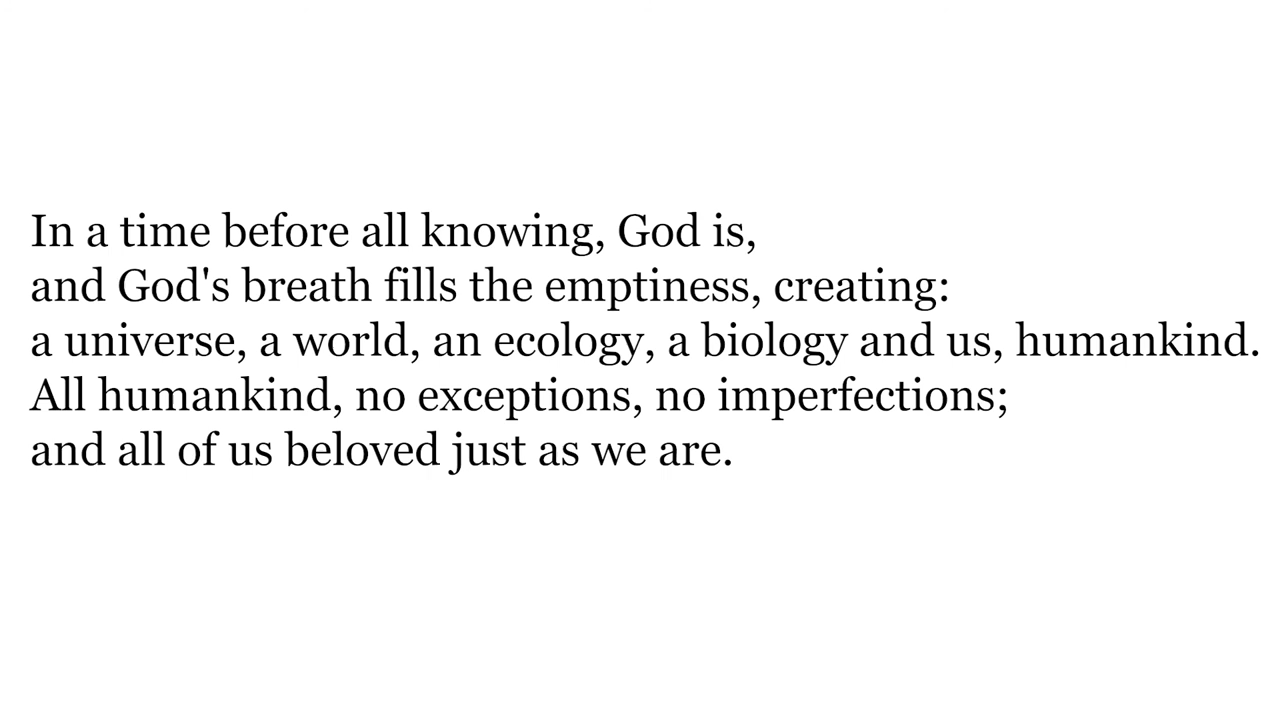 In a time before all knowing, God is,
and God's breath fills the emptiness, creating:
a universe, a world, an ecology, a biology and us, humankind.
All humankind, no exceptions, no imperfections;
and all of us beloved just as we are.